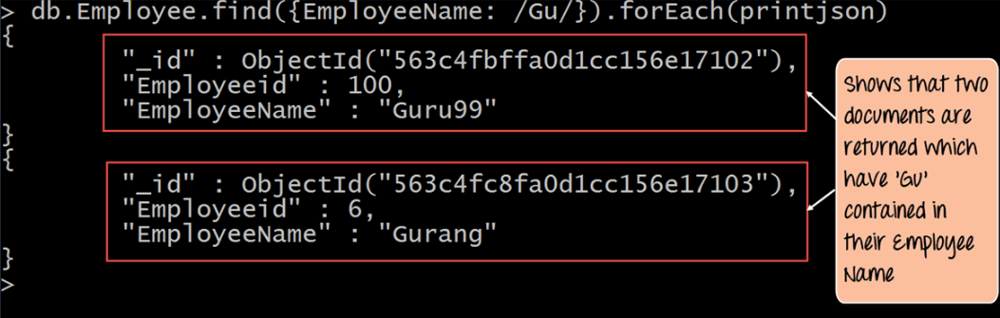 > db.Employee.find({EmployeeName: /Gu/}).forEach(printjson)
{
"_id" : ObjectId("563c4fbffa0d1cc156e17102"),
"Employeeid" : 100,
"EmployeeName" : "Guru99"
}
{
"_id" : ObjectId("563c4fc8fa0d1cc156e17103"),
"Employeeid" : 6,
"EmployeeName" : "Gurang"
}
>
Shows that two
documents are
returned which
have 'Gu'
contained in
their Employee
Name